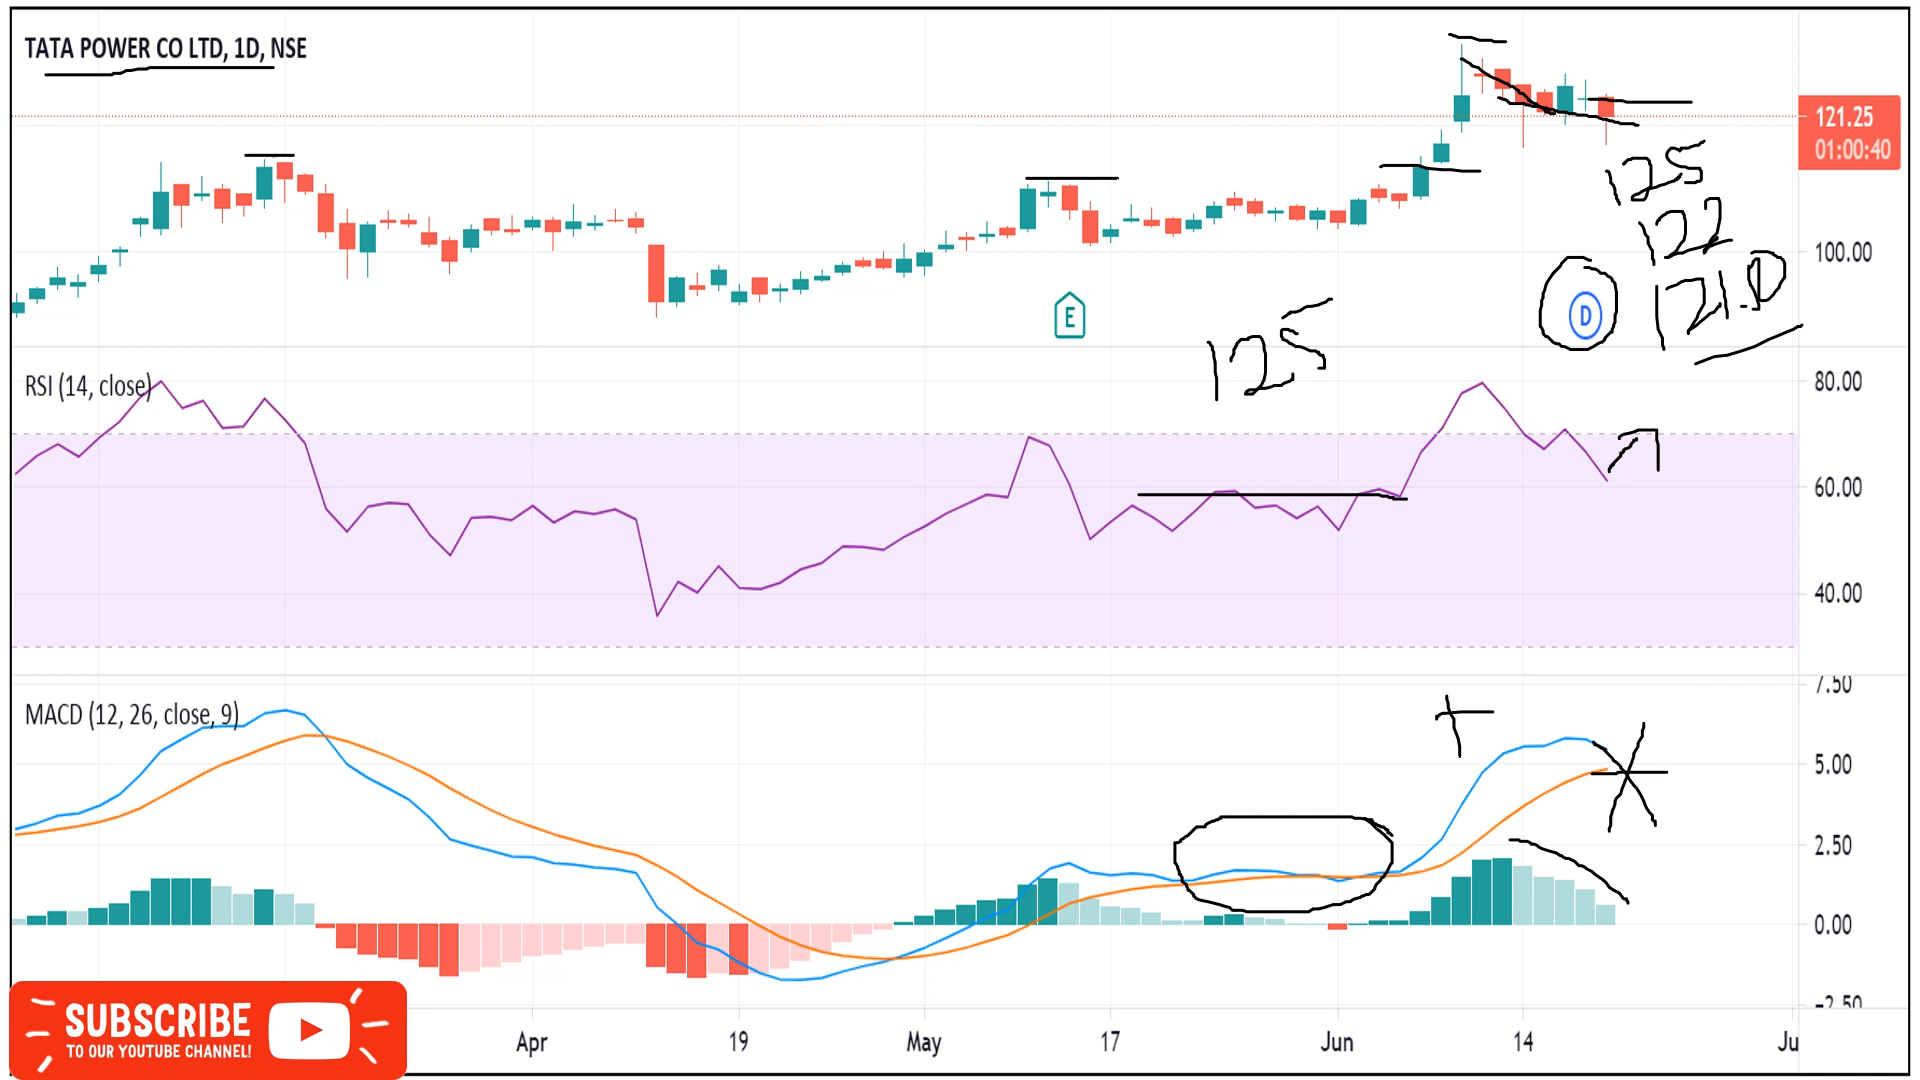 TATA POWER CO LTD, 1D, NSE
121.25
01:00:40
125
122
100.00
121.0
E
D
125
RSI (14, close)
80.00
60.00
40.00
MACD (12, 26, close, 9)
7.50
5.00
2.50
0.00
-2.50
SUBSCRIBE
TO OUR YOUTUBE CHANNEL!
Apr 19 May 17 Jun 14 Ju